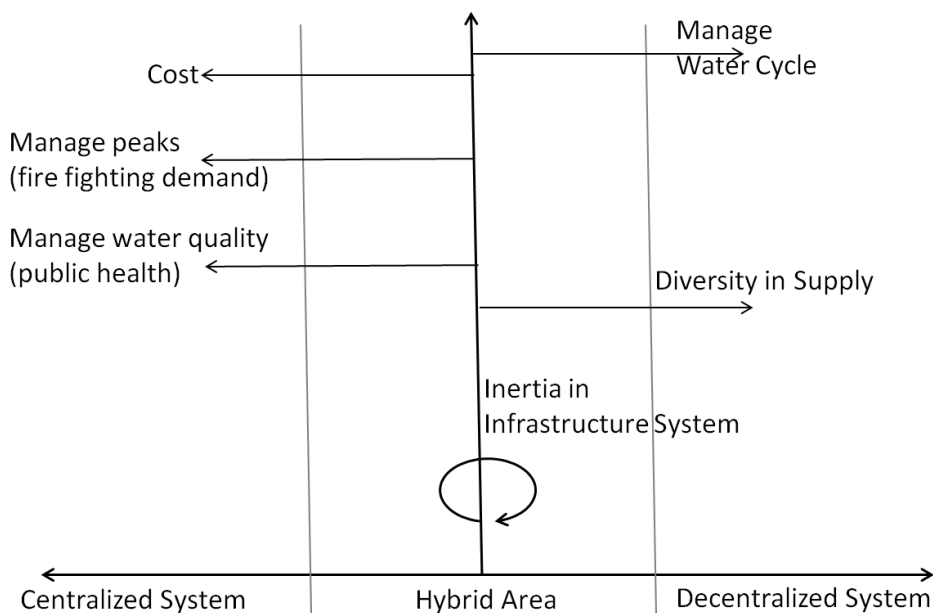 Manage
Water Cycle
Cost
Manage peaks
(fire fighting demand)
Manage water quality
(public health)
Diversity in Supply
Inertia in
Infrastructure System
Centralized System
Hybrid Area
Decentralized System